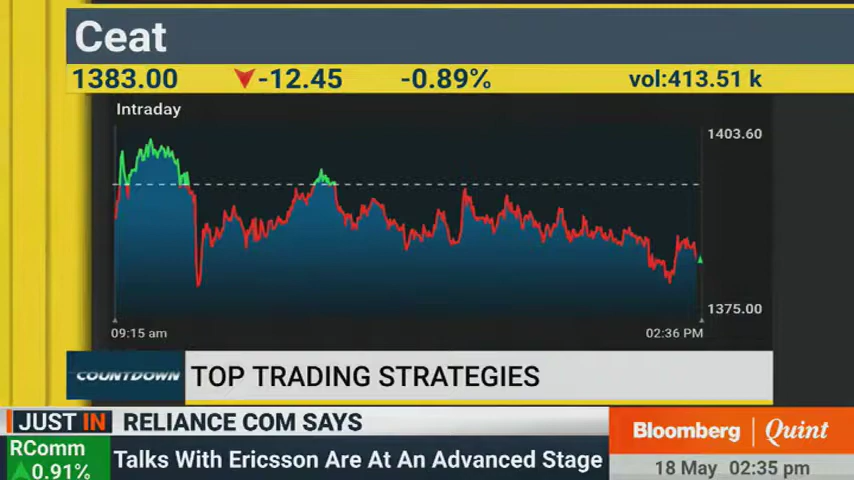 Ceat
1383.00 -12.45 -0.89% vol:413.51 k
Intraday
1403.60
1375.00
09:15 am 02:36 PM
COUNTDOWN TOP TRADING STRATEGIES
JUST IN RELIANCE COM SAYS
RComm
0.91%
Talks With Ericsson Are At An Advanced Stage
Bloomberg | Quint
18 May 02:35 pm